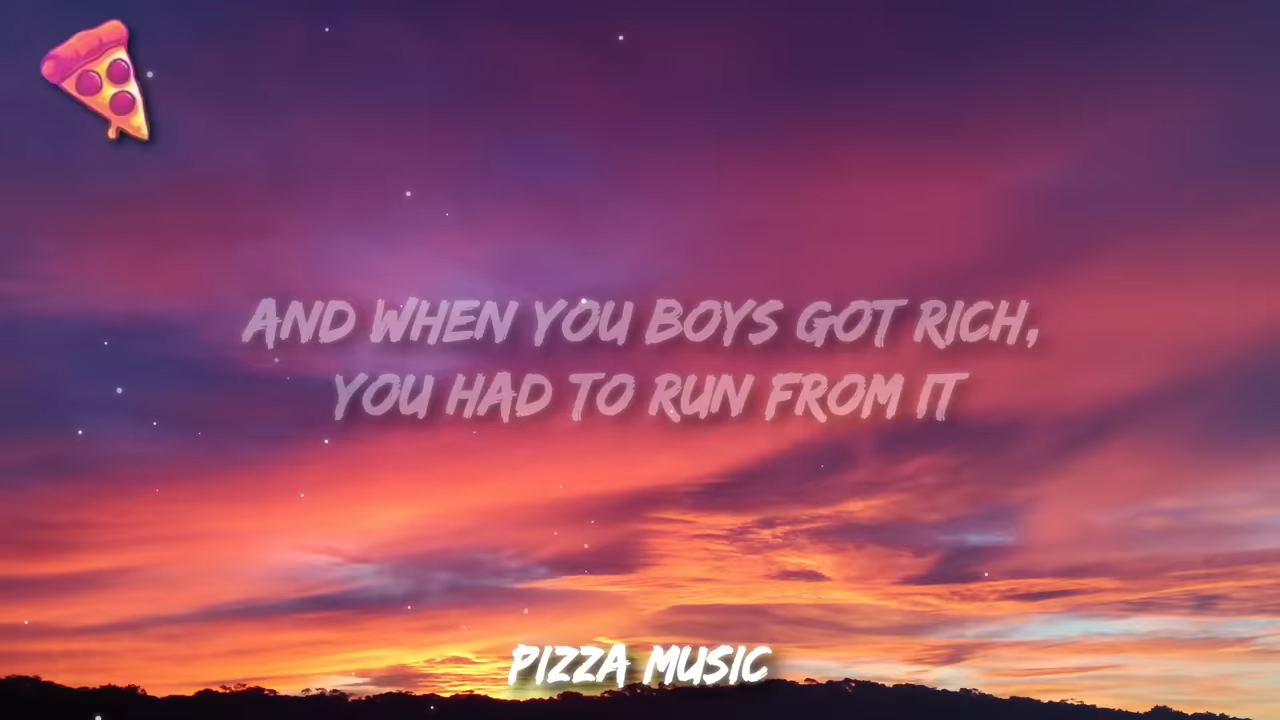 AND WHEN YOU BOYS GOT RICH,
YOU HAD TO RUN FROM IT
PIZZA MUSIC